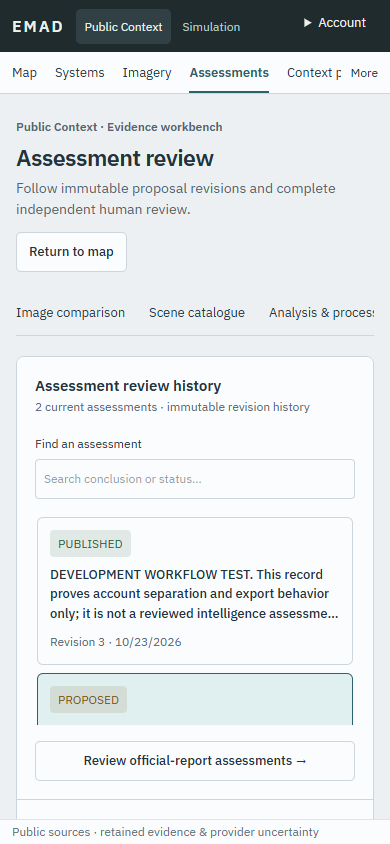 EMAD Public Context Simulation ▶ Account
Map Systems Imagery Assessments Context p More
Public Context · Evidence workbench
Assessment review
Follow immutable proposal revisions and complete
independent human review.
Return to map
Image comparison Scene catalogue Analysis & process
Assessment review history
2 current assessments · immutable revision history
Find an assessment
Search conclusion or status...
PUBLISHED
DEVELOPMENT WORKFLOW TEST. This record
proves account separation and export behavior
only; it is not a reviewed intelligence assessme...
Revision 3 · 10/23/2026
PROPOSED
Review official-report assessments →
Public sources · retained evidence & provider uncertainty